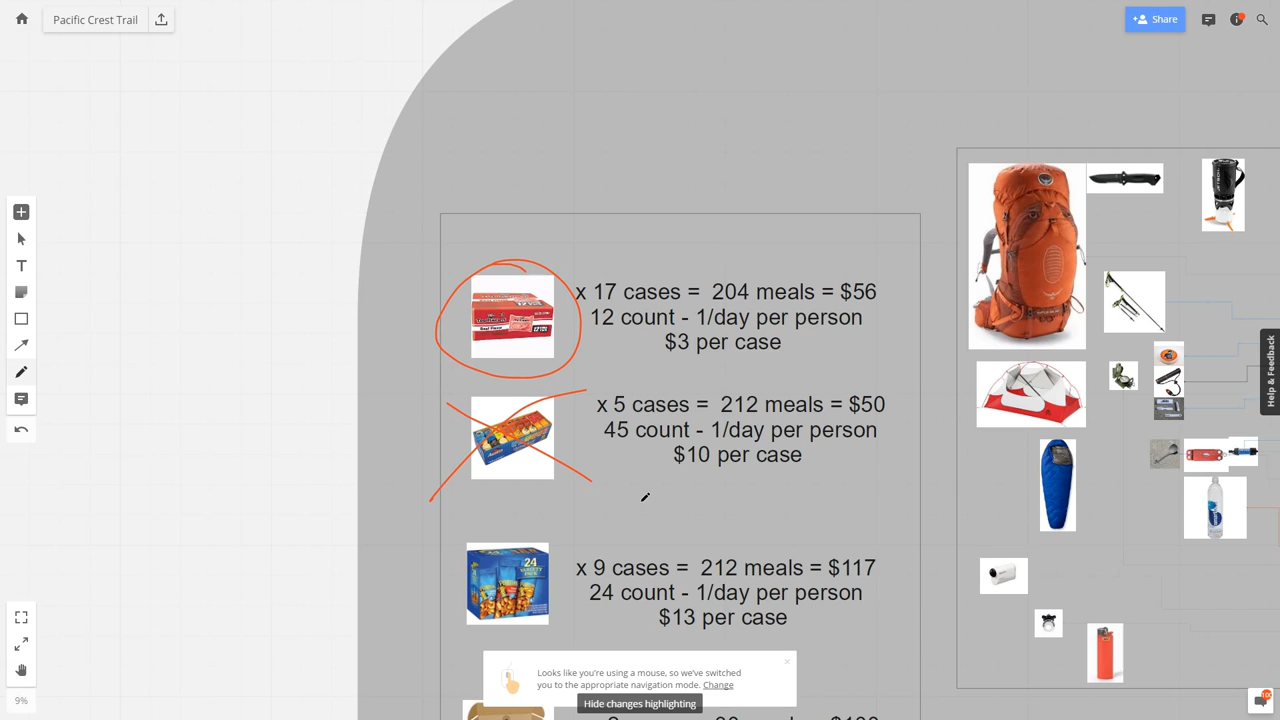 Pacific Crest Trail
Share
x 17 cases = 204 meals = $56
12 count - 1/day per person
$3 per case
x 5 cases = 212 meals = $50
45 count - 1/day per person
$10 per case
24
x 9 cases = 212 meals = $117
24 count - 1/day per person
$13 per case
Help & Feedback
Looks like you're using a mouse, so we've switched
you to the appropriate navigation mode. Change
Hide changes highlighting
9%